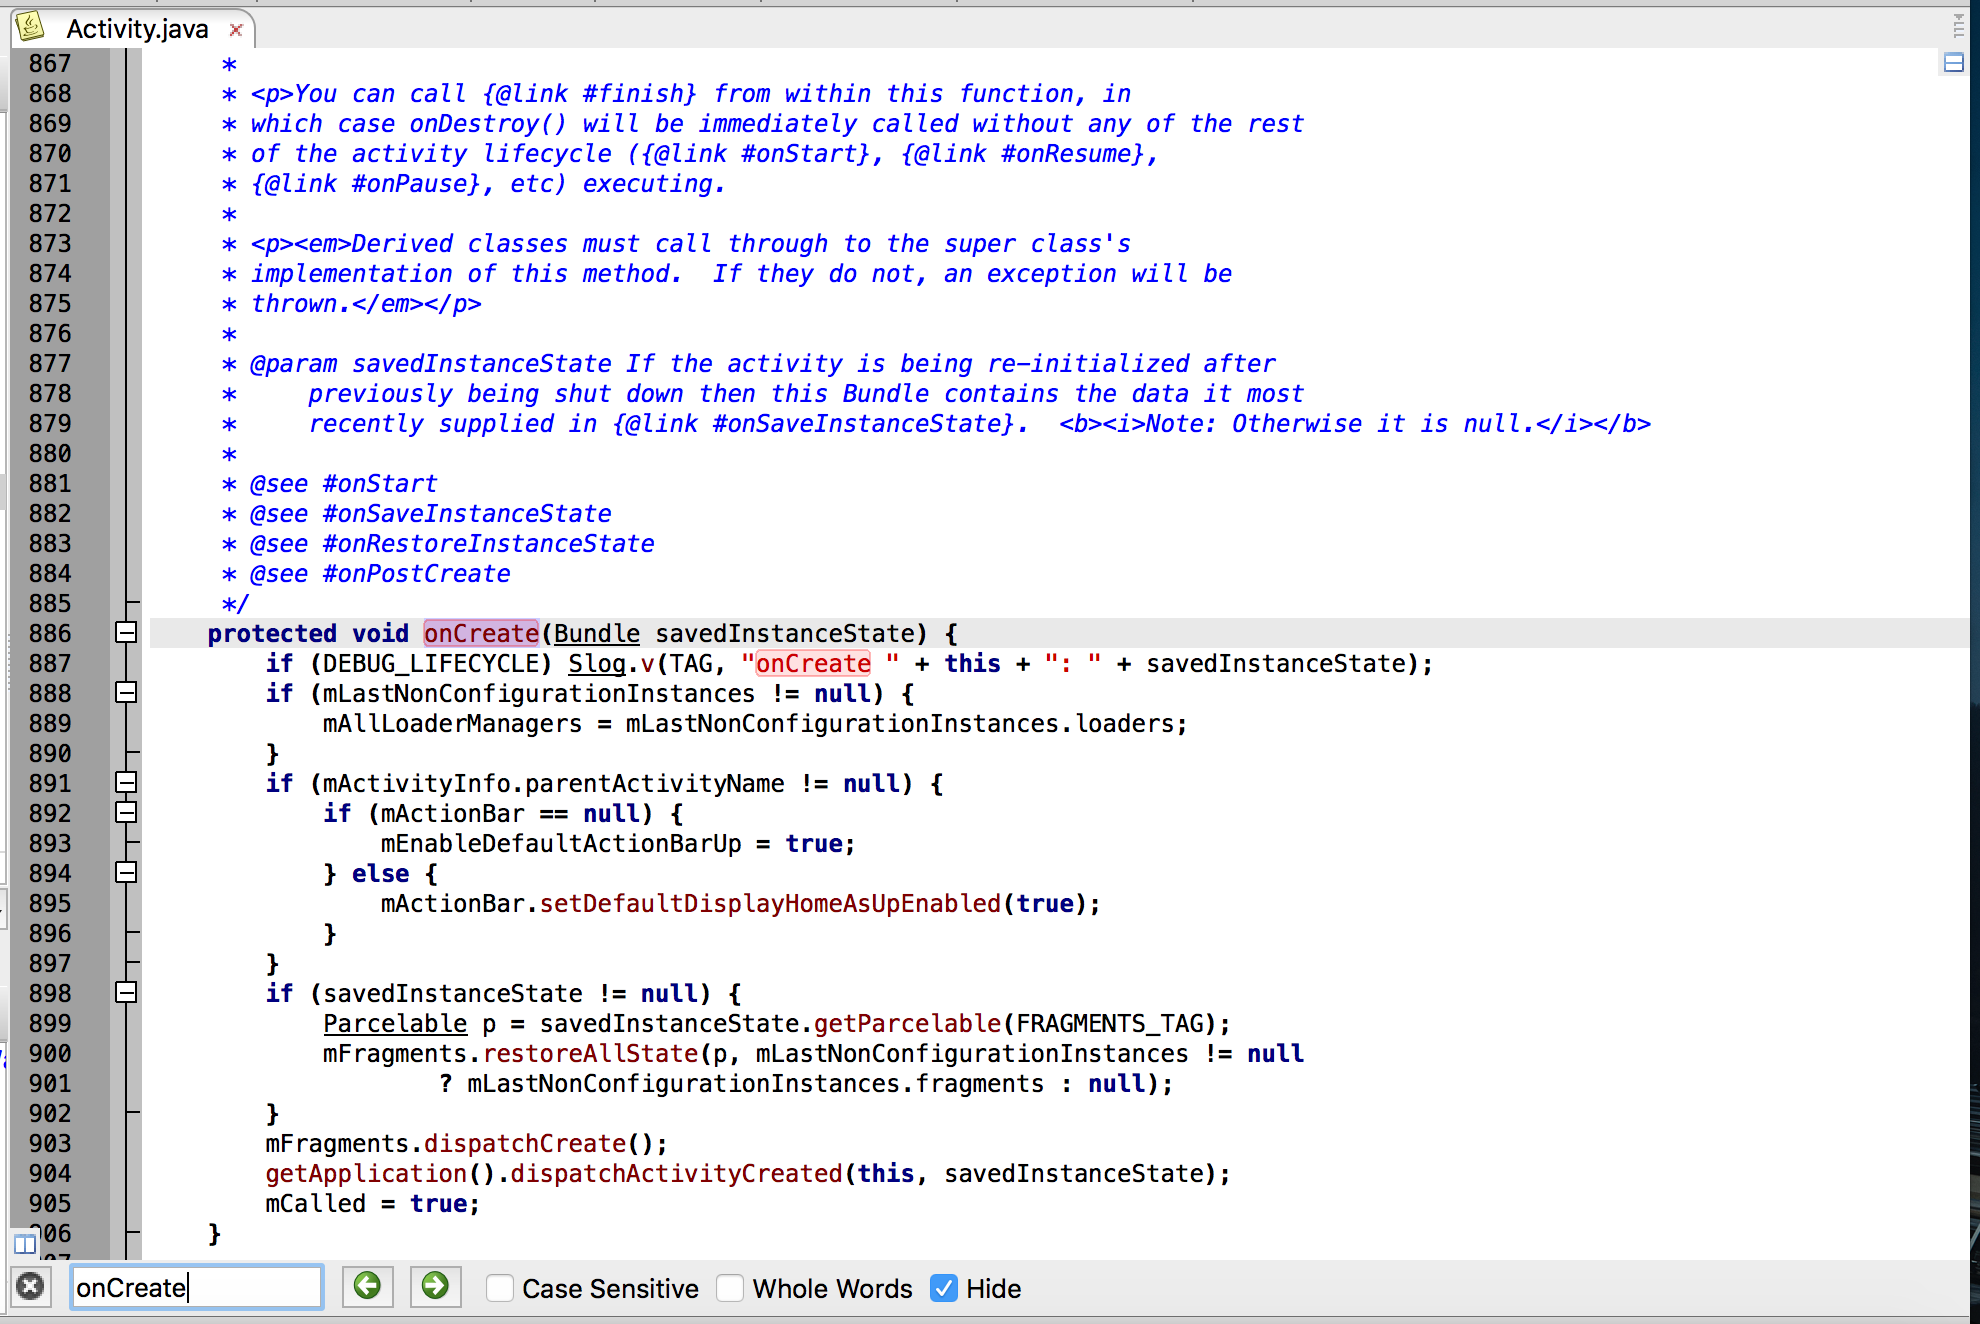 Activity.java
867 *
868 * <p>You can call {@link #finish} from within this function, in
869 * which case onDestroy() will be immediately called without any of the rest
870 * of the activity lifecycle ({@link #onStart}, {@link #onResume},
871 * {@link #onPause}, etc) executing.
872 *
873 * <p><em>Derived classes must call through to the super class's
874 * implementation of this method.  If they do not, an exception will be
875 * thrown.</em></p>
876 *
877 * @param savedInstanceState If the activity is being re-initialized after
878 *     previously being shut down then this Bundle contains the data it most
879 *     recently supplied in {@link #onSaveInstanceState}.  <b><i>Note: Otherwise it is null.</i></b>
880 *
881 * @see #onStart
882 * @see #onSaveInstanceState
883 * @see #onRestoreInstanceState
884 * @see #onPostCreate
885 */
886 protected void onCreate(Bundle savedInstanceState) {
887     if (DEBUG_LIFECYCLE) Slog.v(TAG, "onCreate " + this + ": " + savedInstanceState);
888     if (mLastNonConfigurationInstances != null) {
889         mAllLoaderManagers = mLastNonConfigurationInstances.loaders;
890     }
891     if (mActivityInfo.parentActivityName != null) {
892         if (mActionBar == null) {
893             mEnableDefaultActionBarUp = true;
894         } else {
895             mActionBar.setDefaultDisplayHomeAsUpEnabled(true);
896         }
897     }
898     if (savedInstanceState != null) {
899         Parcelable p = savedInstanceState.getParcelable(FRAGMENTS_TAG);
900         mFragments.restoreAllState(p, mLastNonConfigurationInstances != null
901                 ? mLastNonConfigurationInstances.fragments : null);
902     }
903     mFragments.dispatchCreate();
904     getApplication().dispatchActivityCreated(this, savedInstanceState);
905     mCalled = true;
906 }
onCreate Case Sensitive Whole Words Hide